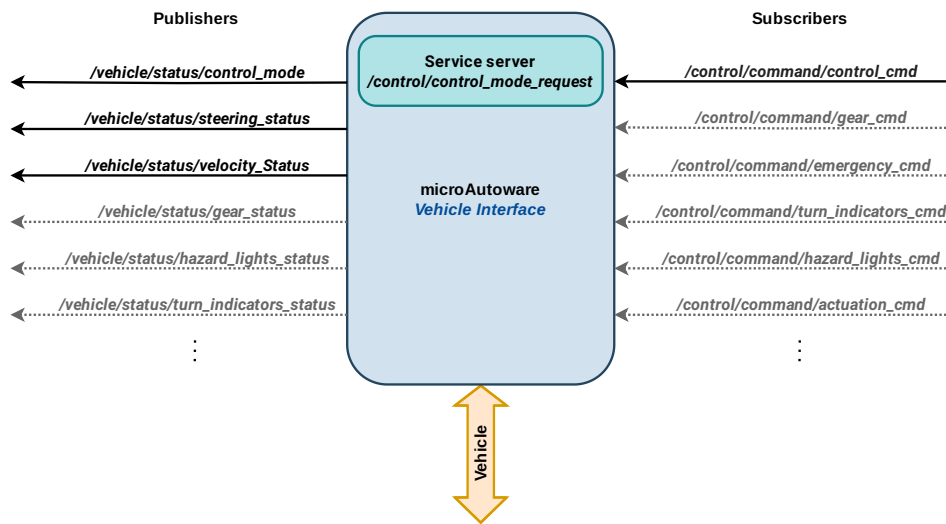 Publishers
Subscribers
Service server
/control/control_mode_request
/vehicle/status/control_mode
/vehicle/status/steering_status
/vehicle/status/velocity_Status
/vehicle/status/gear_status
/vehicle/status/hazard_lights_status
/vehicle/status/turn_indicators_status
⋮
microAutoware
Vehicle Interface
/control/command/control_cmd
/control/command/gear_cmd
/control/command/emergency_cmd
/control/command/turn_indicators_cmd
/control/command/hazard_lights_cmd
/control/command/actuation_cmd
⋮
Vehicle